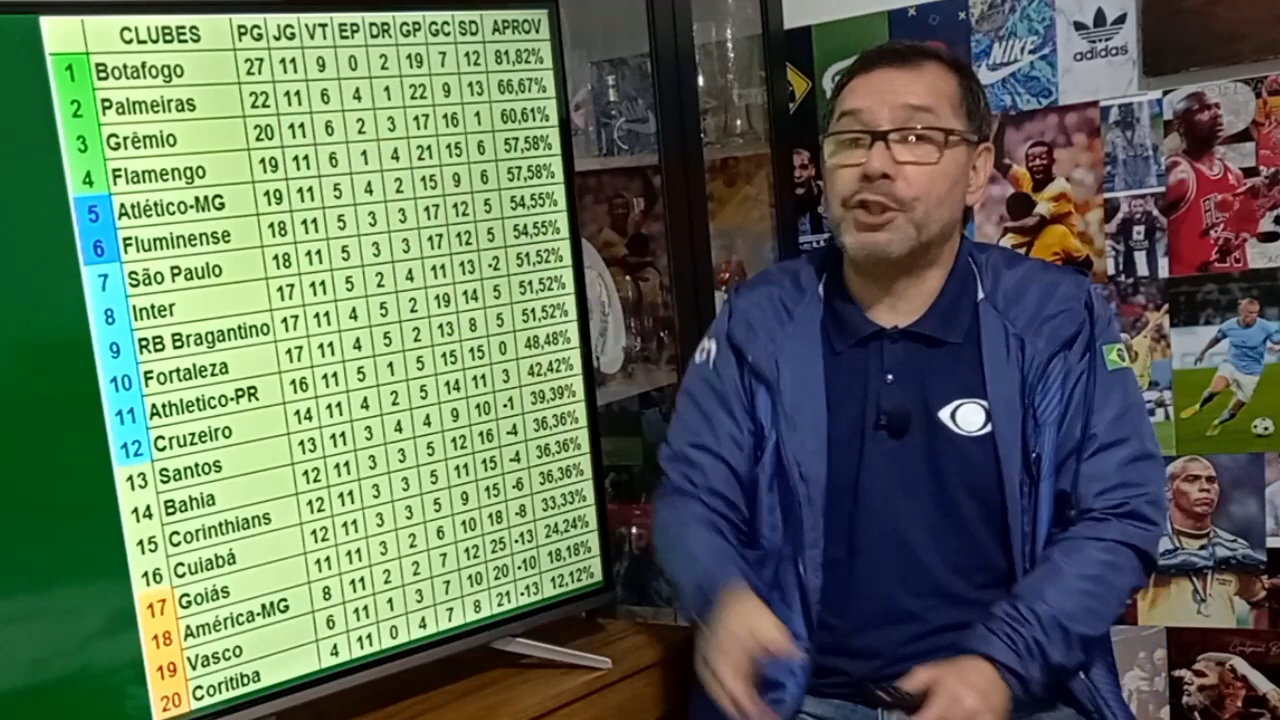 CLUBES PG JG VT EP DR GP GC SD APROV
1 Botafogo 27 11 9 0 2 19 7 12 81,82%
2 Palmeiras 22 11 6 4 1 22 9 13 66,67%
3 Grêmio 20 11 6 2 3 17 16 1 60,61%
4 Flamengo 19 11 6 1 4 21 15 6 57,58%
5 Atlético-MG 19 11 5 4 2 15 9 6 57,58%
6 Fluminense 18 11 5 3 3 17 12 5 54,55%
7 São Paulo 18 11 5 3 3 17 12 5 54,55%
8 Inter 17 11 5 2 4 11 13 -2 51,52%
9 RB Bragantino 17 11 4 5 2 19 14 5 51,52%
10 Fortaleza 17 11 4 5 2 13 8 5 51,52%
11 Athletico-PR 16 11 5 1 5 15 15 0 48,48%
12 Cruzeiro 14 11 4 2 5 14 11 3 42,42%
13 Santos 13 11 3 4 4 9 10 -1 39,39%
14 Bahia 12 11 3 3 5 12 16 -4 36,36%
15 Corinthians 12 11 3 3 5 11 15 -4 36,36%
16 Cuiabá 12 11 3 3 5 9 15 -6 36,36%
17 Goiás 11 11 3 2 6 10 18 -8 33,33%
18 América-MG 8 11 2 2 7 12 25 -13 24,24%
19 Vasco 6 11 1 3 7 10 20 -10 18,18%
20 Coritiba 4 11 0 4 7 8 21 -13 12,12%
NIKE
adidas